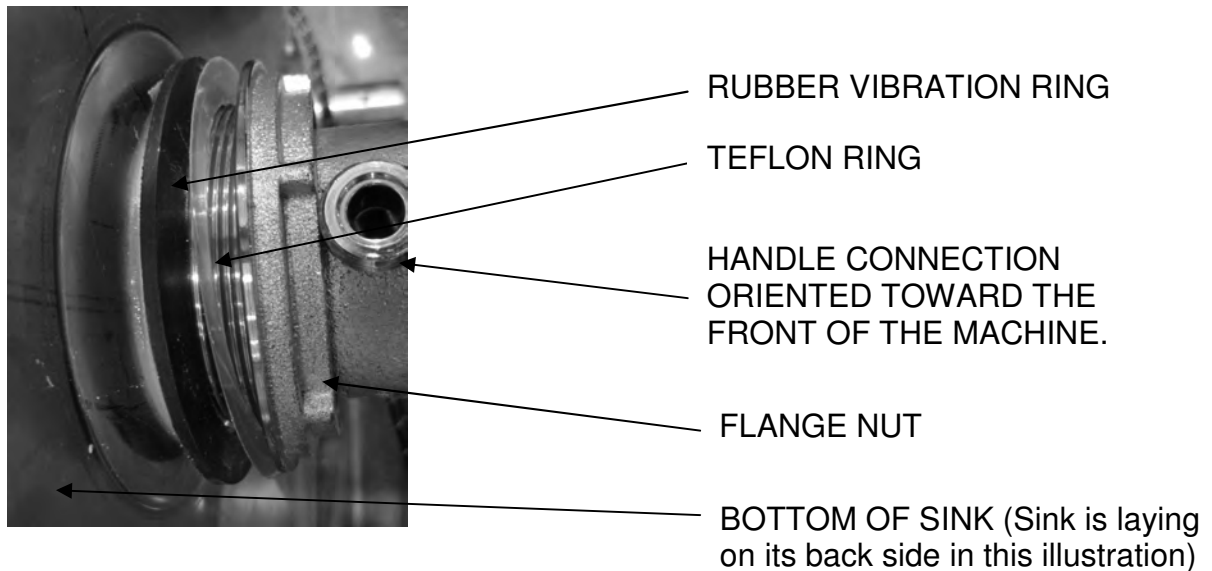 RUBBER VIBRATION RING
TEFLON RING
HANDLE CONNECTION
ORIENTED TOWARD THE
FRONT OF THE MACHINE.
FLANGE NUT
BOTTOM OF SINK (Sink is laying
on its back side in this illustration)